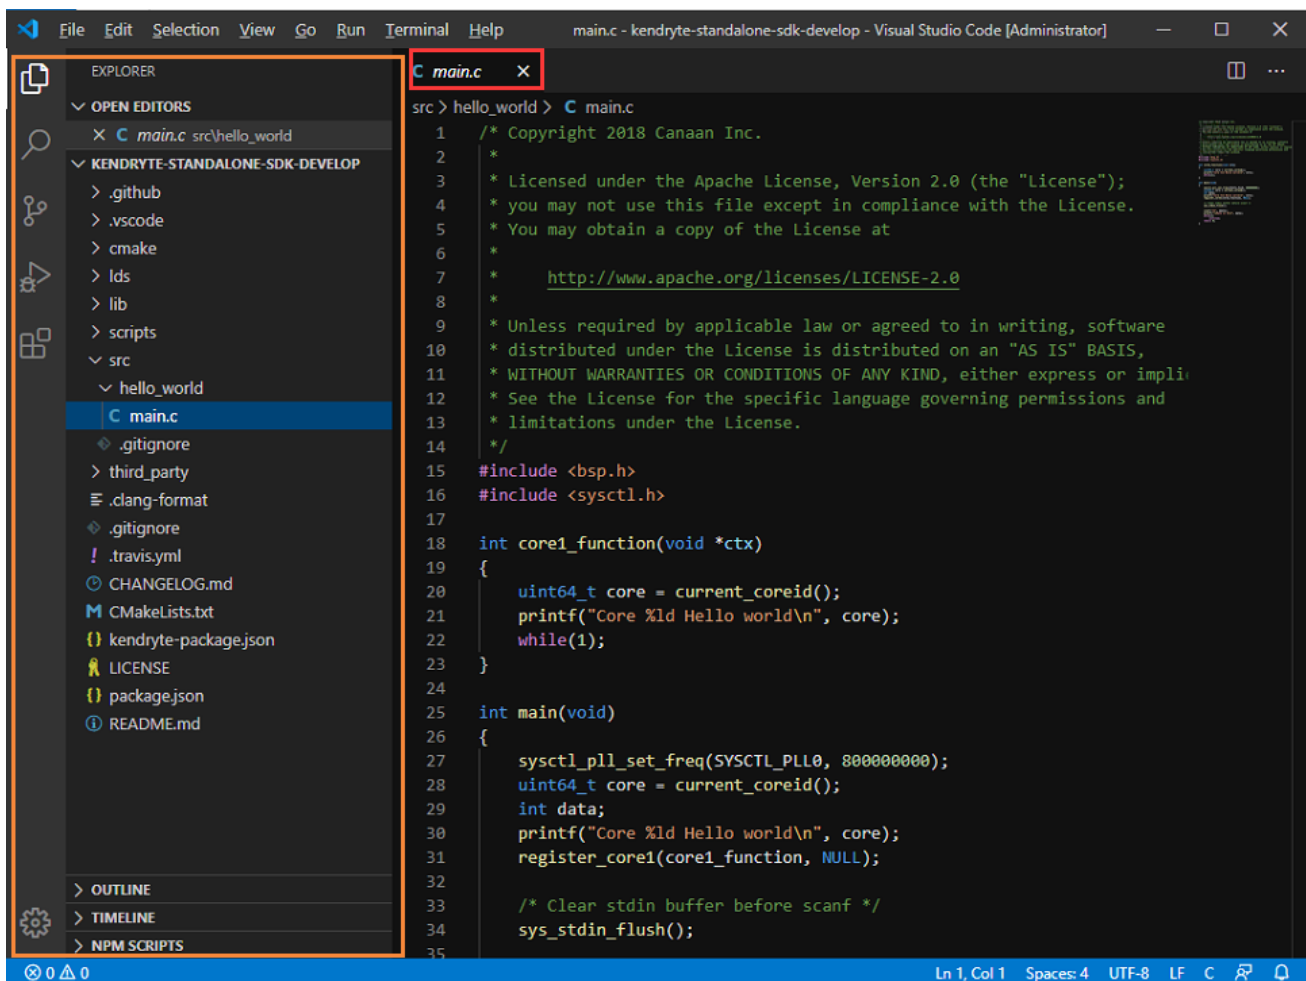 File Edit Selection View Go Run Terminal Help main.c - kendryte-standalone-sdk-develop - Visual Studio Code [Administrator]
EXPLORER
OPEN EDITORS
C main.c src\hello_world
KENDRYTE-STANDALONE-SDK-DEVELOP
.github
.vscode
cmake
lds
lib
scripts
src
hello_world
C main.c
.gitignore
third_party
.clang-format
.gitignore
! .travis.yml
CHANGELOG.md
M CMakeLists.txt
{} kendryte-package.json
LICENSE
{} package.json
README.md
OUTLINE
TIMELINE
NPM SCRIPTS
C main.c
src > hello_world > C main.c
1 /* Copyright 2018 Canaan Inc.
2 *
3 * Licensed under the Apache License, Version 2.0 (the "License");
4 * you may not use this file except in compliance with the License.
5 * You may obtain a copy of the License at
6 *
7 * http://www.apache.org/licenses/LICENSE-2.0
8 *
9 * Unless required by applicable law or agreed to in writing, software
10 * distributed under the License is distributed on an "AS IS" BASIS,
11 * WITHOUT WARRANTIES OR CONDITIONS OF ANY KIND, either express or impli
12 * See the License for the specific language governing permissions and
13 * limitations under the License.
14 */
15 #include <bsp.h>
16 #include <sysctl.h>
17
18 int core1_function(void *ctx)
19 {
20 uint64_t core = current_coreid();
21 printf("Core %ld Hello world\n", core);
22 while(1);
23 }
24
25 int main(void)
26 {
27 sysctl_pll_set_freq(SYSCTL_PLL0, 800000000);
28 uint64_t core = current_coreid();
29 int data;
30 printf("Core %ld Hello world\n", core);
31 register_core1(core1_function, NULL);
32
33 /* Clear stdin buffer before scanf */
34 sys_stdin_flush();
35
0 0 Ln 1, Col 1 Spaces: 4 UTF-8 LF C